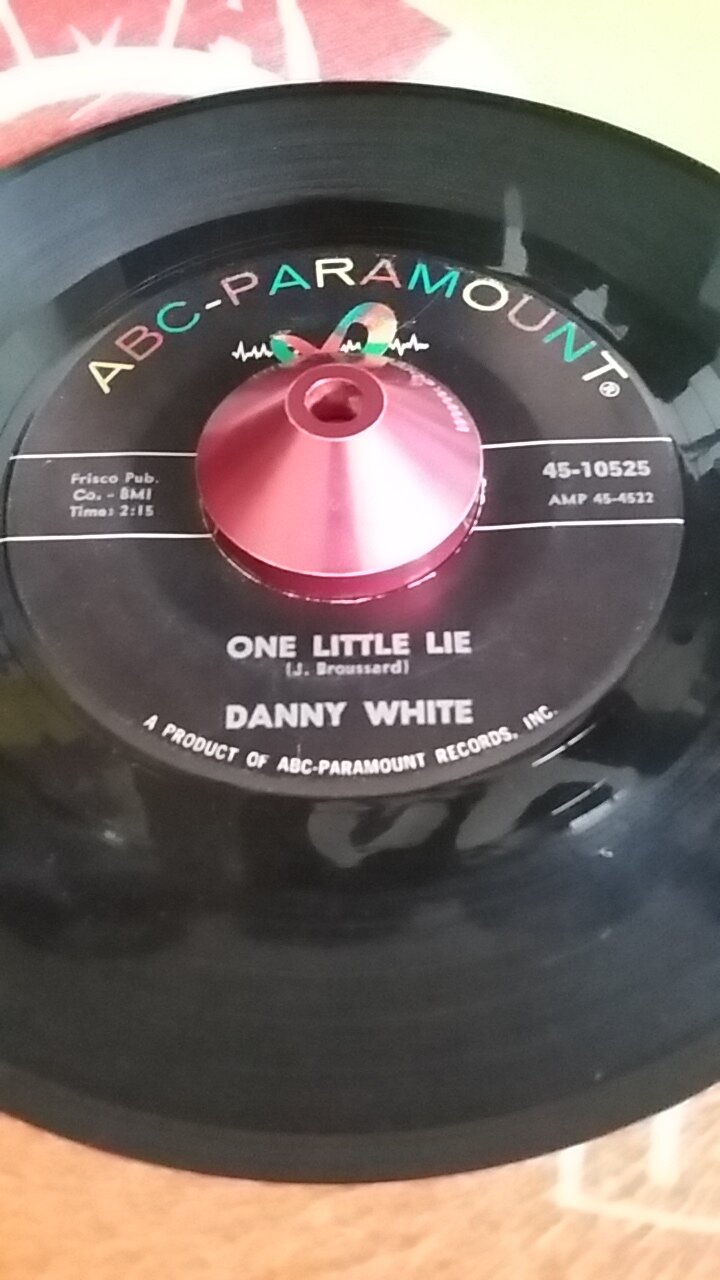 ABC-PARAMOUNT®
Frisco Pub.
Co. - BMI
Time: 2:15
45-10525
AMP 45-4522
ONE LITTLE LIE
(J. Broussard)
DANNY WHITE
A PRODUCT OF ABC-PARAMOUNT RECORDS, INC.